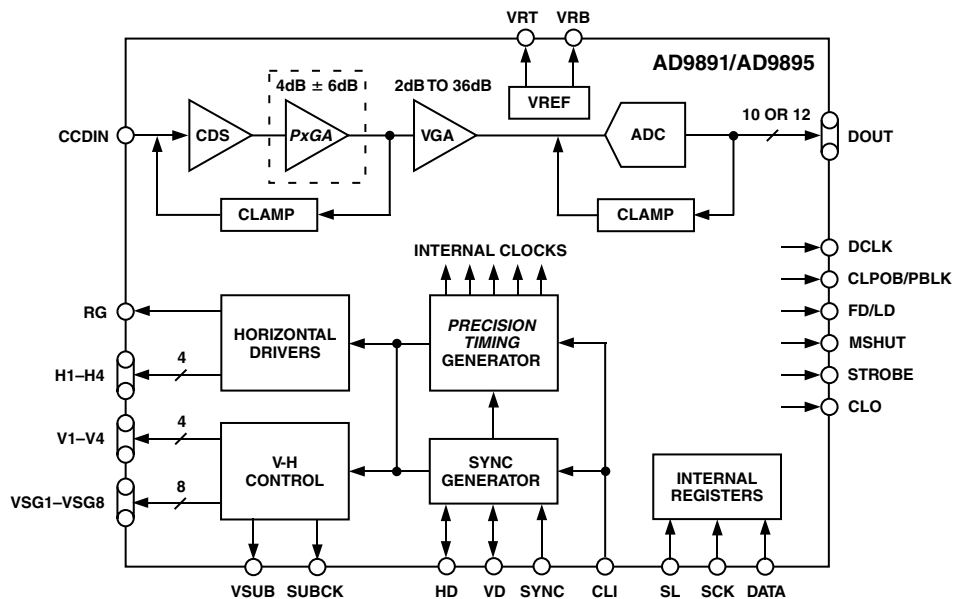 VRT VRB
AD9891/AD9895
4dB ± 6dB
2dB TO 36dB
VREF
10 OR 12
CCDIN
CDS
PxGA
VGA
ADC
DOUT
CLAMP
CLAMP
INTERNAL CLOCKS
DCLK
CLPOB/PBLK
RG
HORIZONTAL
DRIVERS
PRECISION
TIMING
GENERATOR
FD/LD
MSHUT
H1–H4
4
STROBE
CLO
V1–V4
4
V-H
CONTROL
SYNC
GENERATOR
INTERNAL
REGISTERS
VSG1–VSG8
8
VSUB SUBCK HD VD SYNC CLI SL SCK DATA